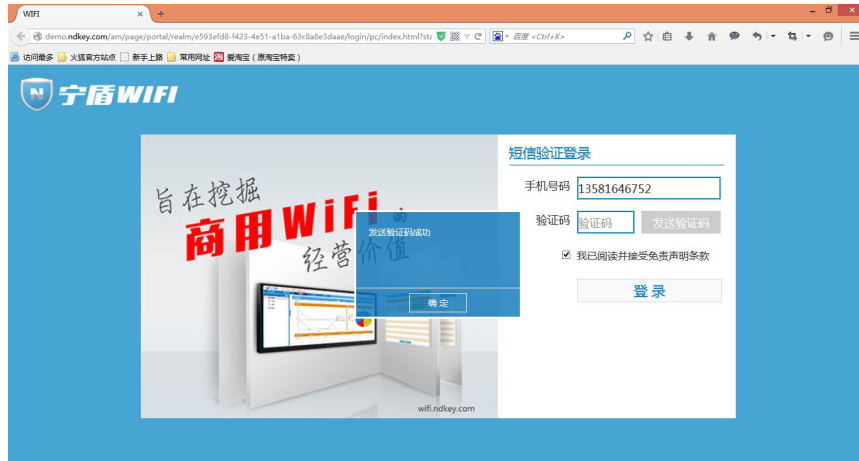 WIFI
demo.ndkey.com/am/page/portal/realm/e593efd8-f423-4e51-a1ba-63c8a8e3daae/login/pc/index.html?sta
百度 <Ctrl+K>
访问最多 火狐官方站点 新手上路 常用网址 爱淘宝（原淘宝特卖）
N 宁盾WIFI
旨在挖掘
商用WiFi的
经营价值
wifi.ndkey.com
发送验证码成功
确定
短信验证登录
手机号码 13581646752
验证码 验证码 发送验证码
我已阅读并接受免责声明条款
登录